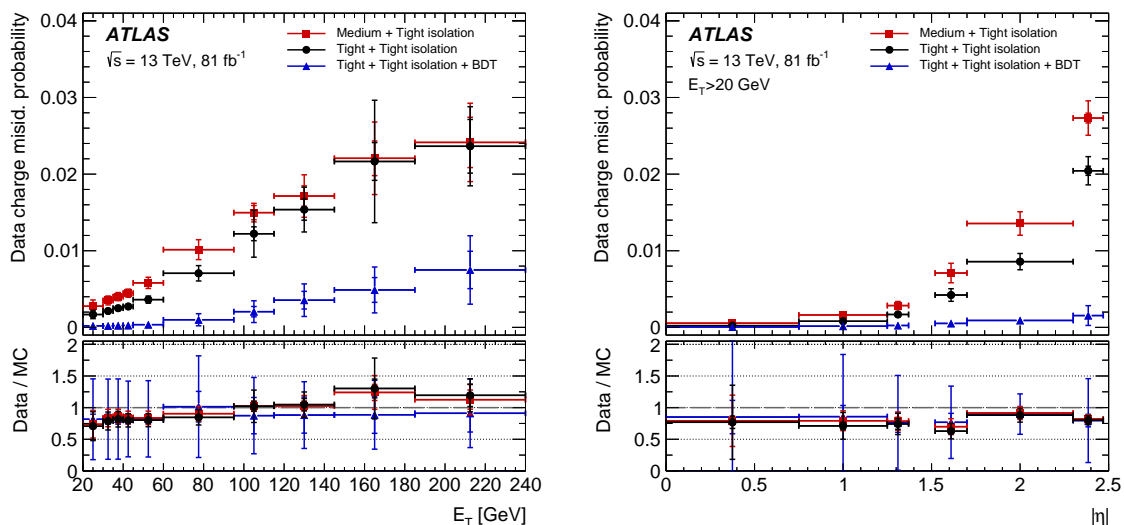 ATLAS
√s = 13 TeV, 81 fb⁻¹
Medium + Tight isolation
Tight + Tight isolation
Tight + Tight isolation + BDT
Data charge misid. probability
0.04
0.03
0.02
0.01
0
Data / MC
2
1.5
1
0.5
0
20 40 60 80 100 120 140 160 180 200 220 240
E_T [GeV]
ATLAS
√s = 13 TeV, 81 fb⁻¹
E_T>20 GeV
Medium + Tight isolation
Tight + Tight isolation
Tight + Tight isolation + BDT
Data charge misid. probability
0.04
0.03
0.02
0.01
0
Data / MC
2
1.5
1
0.5
0
0 0.5 1 1.5 2 2.5
|η|